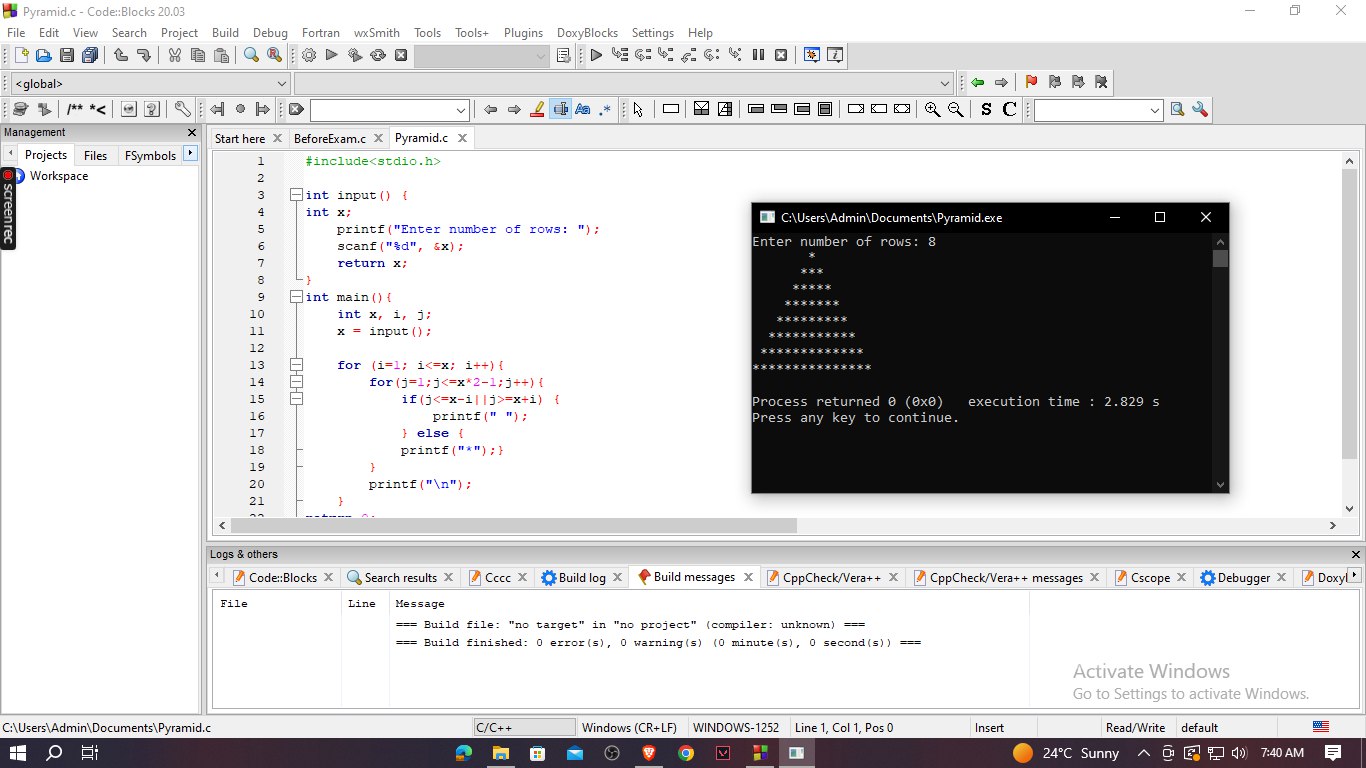 Pyramid.c - Code::Blocks 20.03
File Edit View Search Project Build Debug Fortran wxSmith Tools Tools+ Plugins DoxyBlocks Settings Help
<global>
/** *<
Aa .*
S C
Management
Projects Files FSymbols
Workspace
screenrec
Start here BeforeExam.c Pyramid.c
1 #include<stdio.h>
2
3 int input() {
4 int x;
5 printf("Enter number of rows: ");
6 scanf("%d", &x);
7 return x;
8 }
9 int main(){
10 int x, i, j;
11 x = input();
12
13 for (i=1; i<=x; i++){
14 for(j=1;j<=x*2-1;j++){
15 if(j<=x-i||j>=x+i) {
16 printf(" ");
17 } else {
18 printf("*");}
19 }
20 printf("\n");
21 }
22 return 0;
C:\Users\Admin\Documents\Pyramid.exe
Enter number of rows: 8
*
***
*****
*******
*********
***********
*************
***************
Process returned 0 (0x0) execution time : 2.829 s
Press any key to continue.
Logs & others
Code::Blocks Search results Cccc Build log Build messages CppCheck/Vera++ CppCheck/Vera++ messages Cscope Debugger Doxyl
File Line Message
=== Build file: "no target" in "no project" (compiler: unknown) ===
=== Build finished: 0 error(s), 0 warning(s) (0 minute(s), 0 second(s)) ===
Activate Windows
Go to Settings to activate Windows.
C:\Users\Admin\Documents\Pyramid.c C/C++ Windows (CR+LF) WINDOWS-1252 Line 1, Col 1, Pos 0 Insert Read/Write default
24°C Sunny 7:40 AM